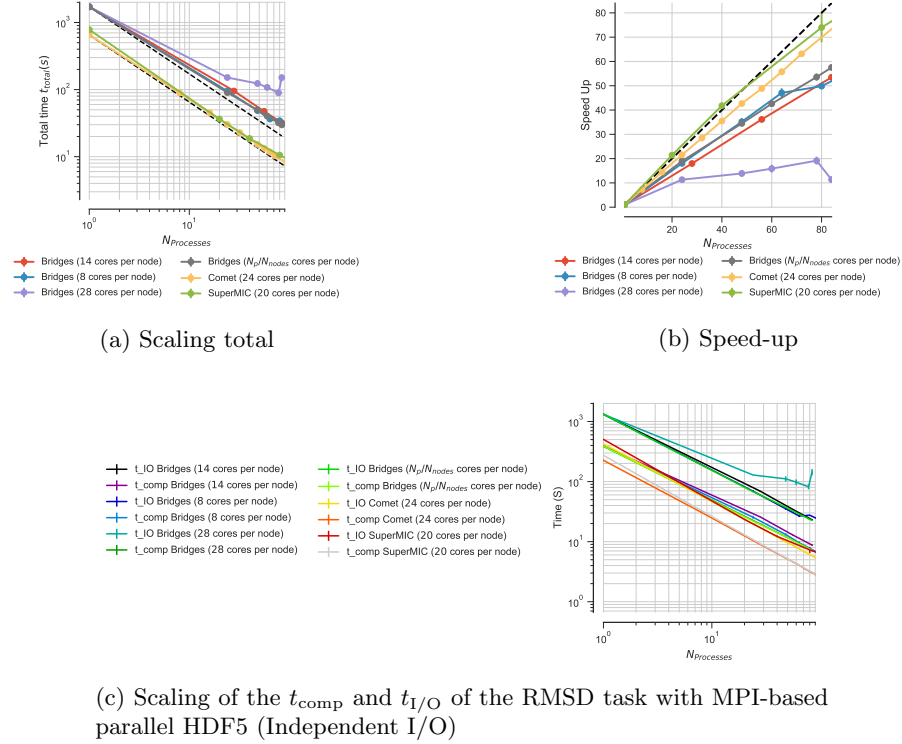 Total time t_total(s)
10³
10²
10¹
10⁰
10¹
N_Processes
Bridges (14 cores per node)
Bridges (8 cores per node)
Bridges (28 cores per node)
Bridges (N_p/N_nodes cores per node)
Comet (24 cores per node)
SuperMIC (20 cores per node)
(a) Scaling total
Speed Up
80
70
60
50
40
30
20
10
0
20
40
60
80
N_Processes
Bridges (14 cores per node)
Bridges (8 cores per node)
Bridges (28 cores per node)
Bridges (N_p/N_nodes cores per node)
Comet (24 cores per node)
SuperMIC (20 cores per node)
(b) Speed-up
t_IO Bridges (14 cores per node)
t_comp Bridges (14 cores per node)
t_IO Bridges (8 cores per node)
t_comp Bridges (8 cores per node)
t_IO Bridges (28 cores per node)
t_comp Bridges (28 cores per node)
t_IO Bridges (N_p/N_nodes cores per node)
t_comp Bridges (N_p/N_nodes cores per node)
t_IO Comet (24 cores per node)
t_comp Comet (24 cores per node)
t_IO SuperMIC (20 cores per node)
t_comp SuperMIC (20 cores per node)
Time (S)
10³
10²
10¹
10⁰
10⁰
10¹
N_Processes
(c) Scaling of the t_comp and t_I/O of the RMSD task with MPI-based
parallel HDF5 (Independent I/O)